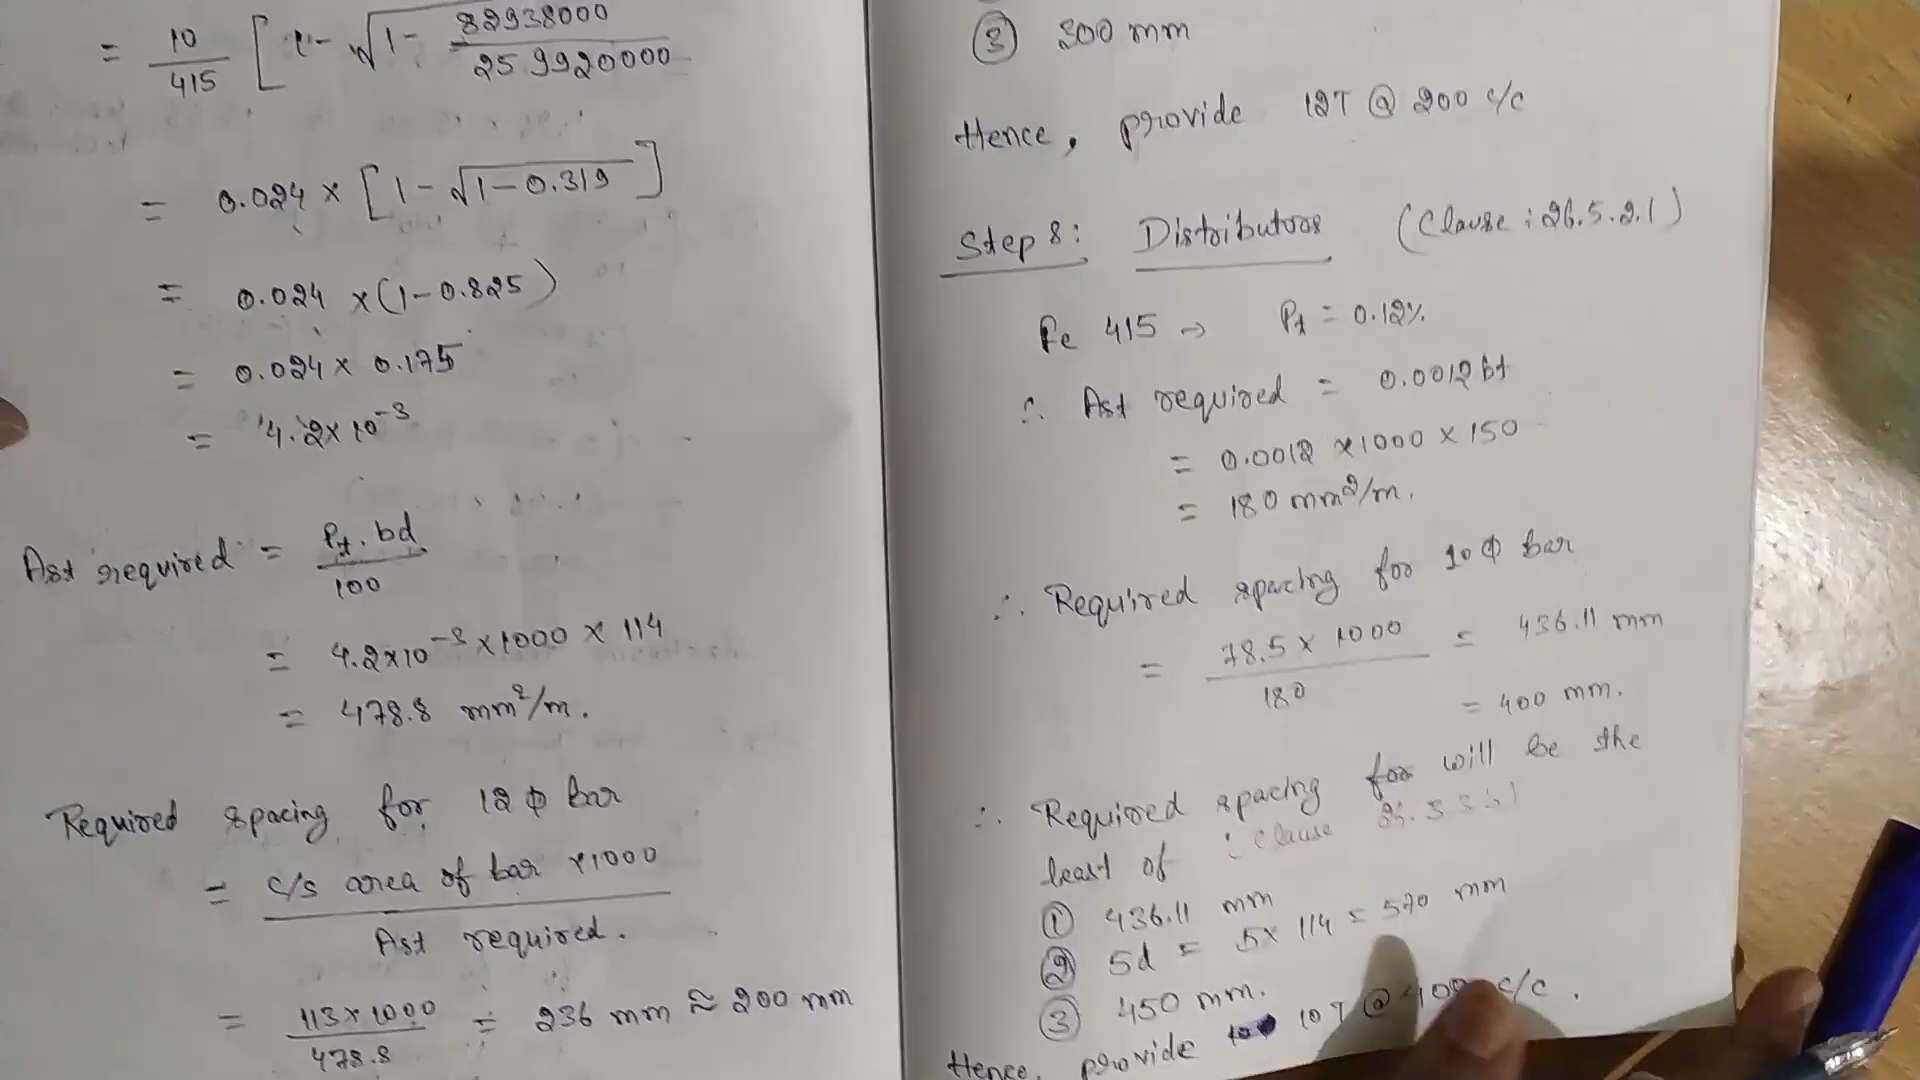 = 10/415 [1 - √1 - 82938000/259920000
= 0.024 × [1 - √1 - 0.319]
= 0.024 × (1 - 0.825)
= 0.024 × 0.175
= 4.2 × 10⁻³
Ast required = Pt . bd / 100
= 4.2 × 10⁻³ × 1000 × 114
= 478.8 mm²/m.
Required spacing for 12 ϕ bar
= c/s area of bar × 1000 / Ast required.
= 113 × 1000 / 478.8 = 236 mm ≈ 200 mm
③ 300 mm
Hence, provide 12T @ 200 c/c
Step 8: Distributors (Clause : 26.5.2.1)
Fe 415 → Pt = 0.12%
∴ Ast required = 0.0012 bt
= 0.0012 × 1000 × 150
= 180 mm²/m.
∴ Required spacing for 10 ϕ bar
= 78.5 × 1000 / 180 = 436.11 mm
= 400 mm.
∴ Required spacing for will be the
least of : clause
① 436.11 mm
② 5d = 5 × 114 = 570 mm
③ 450 mm.
Hence, provide 10T @ 400 c/c.